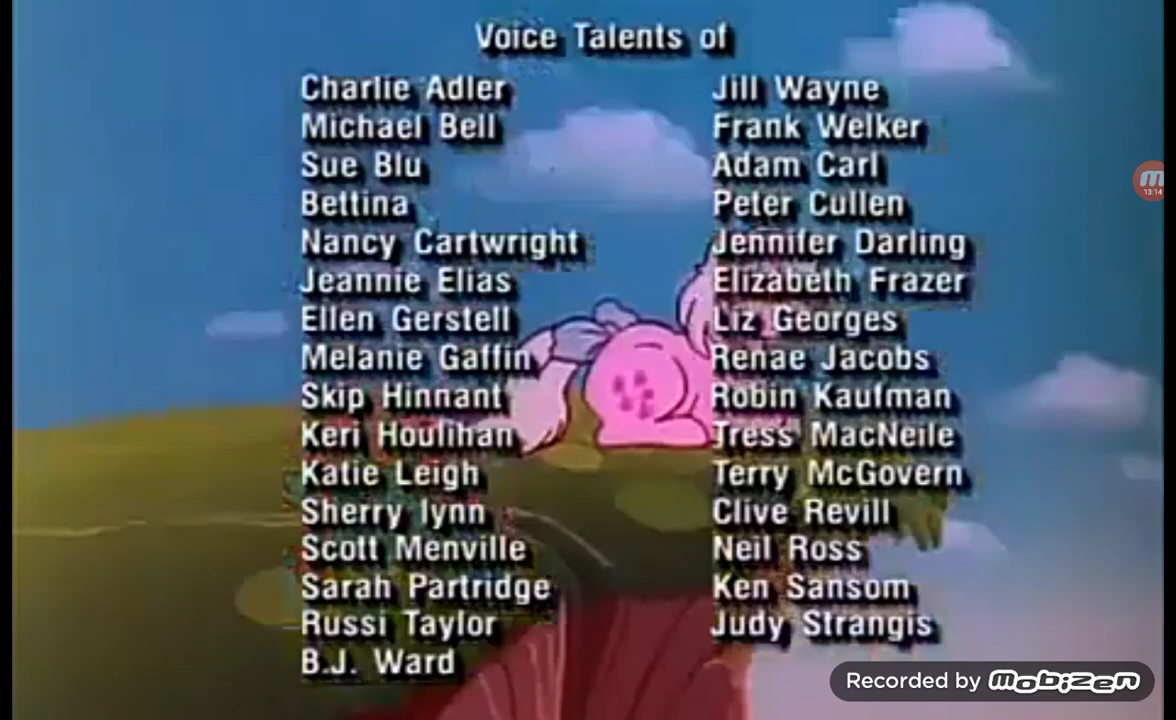 Voice Talents of
Charlie Adler
Michael Bell
Sue Blu
Bettina
Nancy Cartwright
Jeannie Elias
Ellen Gerstell
Melanie Gaffin
Skip Hinnant
Keri Houlihan
Katie Leigh
Sherry lynn
Scott Menville
Sarah Partridge
Russi Taylor
B.J. Ward
Jill Wayne
Frank Welker
Adam Carl
Peter Cullen
Jennifer Darling
Elizabeth Frazer
Liz Georges
Renae Jacobs
Robin Kaufman
Tress MacNeile
Terry McGovern
Clive Revill
Neil Ross
Ken Sansom
Judy Strangis
m
13:14
Recorded by mobizen